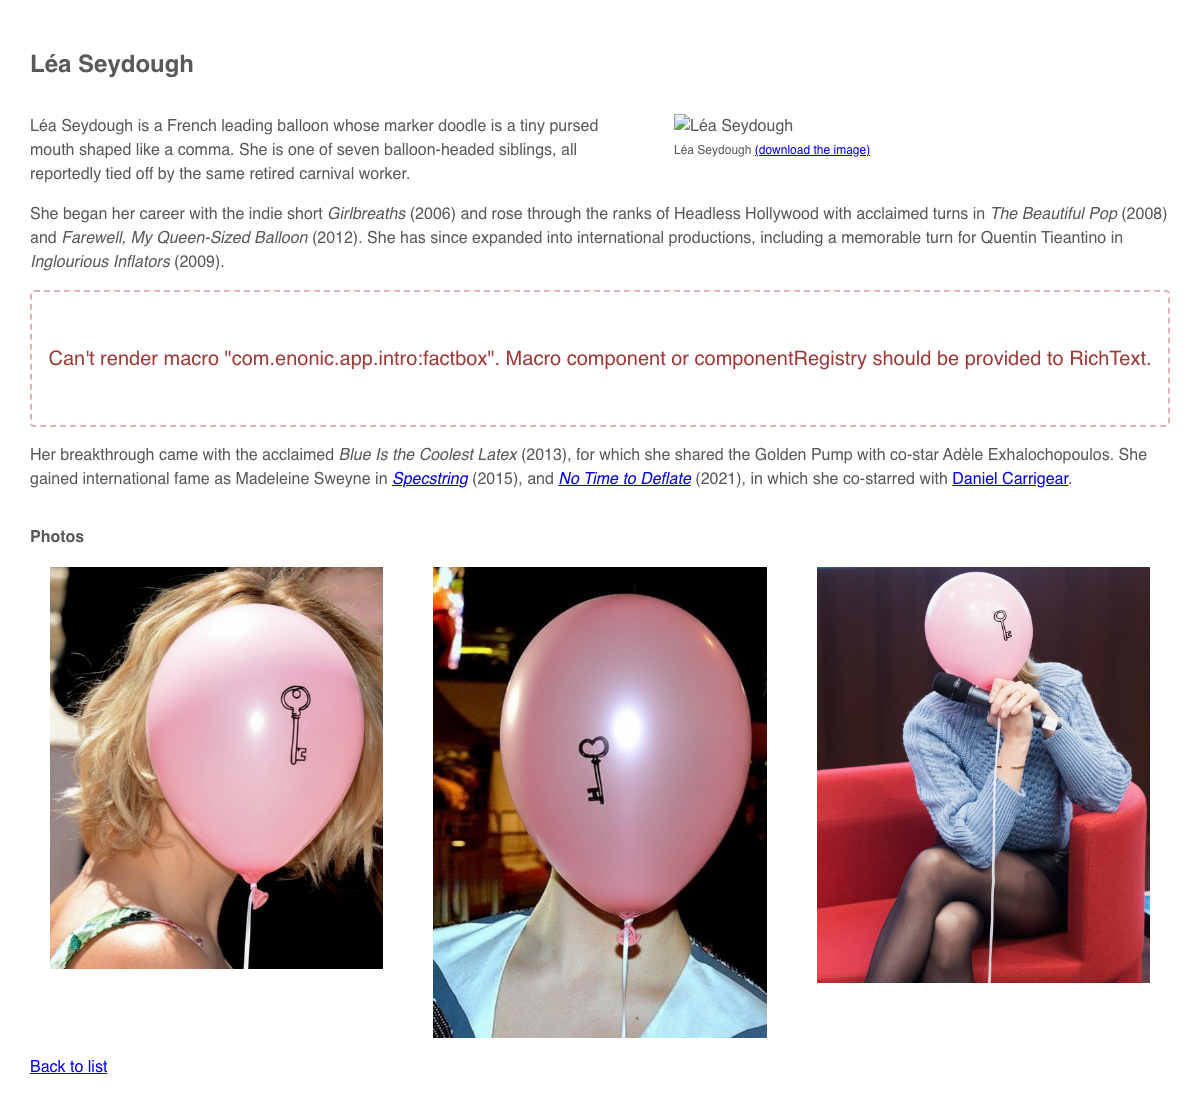 Léa Seydough
Léa Seydough is a French leading balloon whose marker doodle is a tiny pursed
mouth shaped like a comma. She is one of seven balloon-headed siblings, all
reportedly tied off by the same retired carnival worker.
Léa Seydough
Léa Seydough (download the image)
She began her career with the indie short Girlbreaths (2006) and rose through the ranks of Headless Hollywood with acclaimed turns in The Beautiful Pop (2008)
and Farewell, My Queen-Sized Balloon (2012). She has since expanded into international productions, including a memorable turn for Quentin Tieantino in
Inglourious Inflators (2009).
Can't render macro "com.enonic.app.intro:factbox". Macro component or componentRegistry should be provided to RichText.
Her breakthrough came with the acclaimed Blue Is the Coolest Latex (2013), for which she shared the Golden Pump with co-star Adèle Exhalochopoulos. She
gained international fame as Madeleine Sweyne in Specstring (2015), and No Time to Deflate (2021), in which she co-starred with Daniel Carrigear.
Photos
Back to list